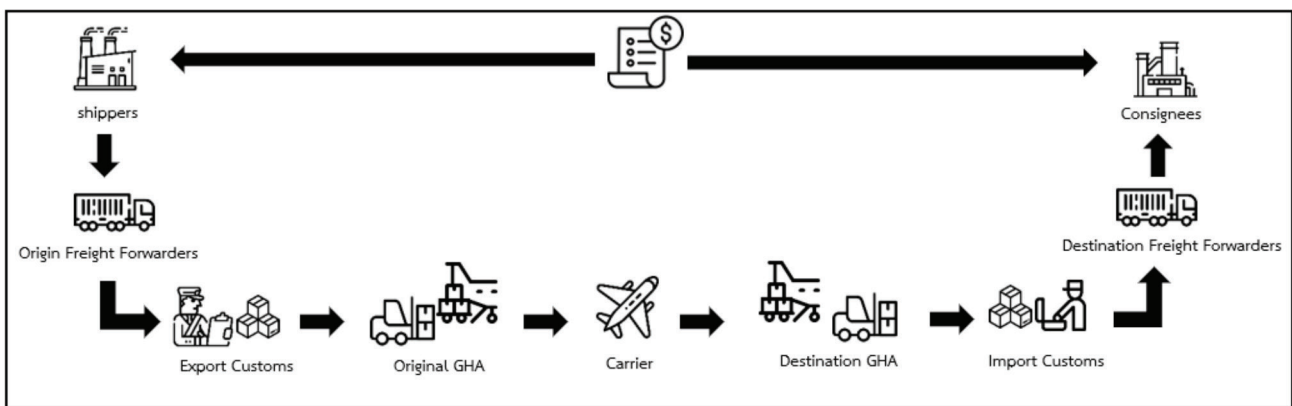 $
shippers
Consignees
Origin Freight Forwarders
Destination Freight Forwarders
Export Customs
Original GHA
Carrier
Destination GHA
Import Customs